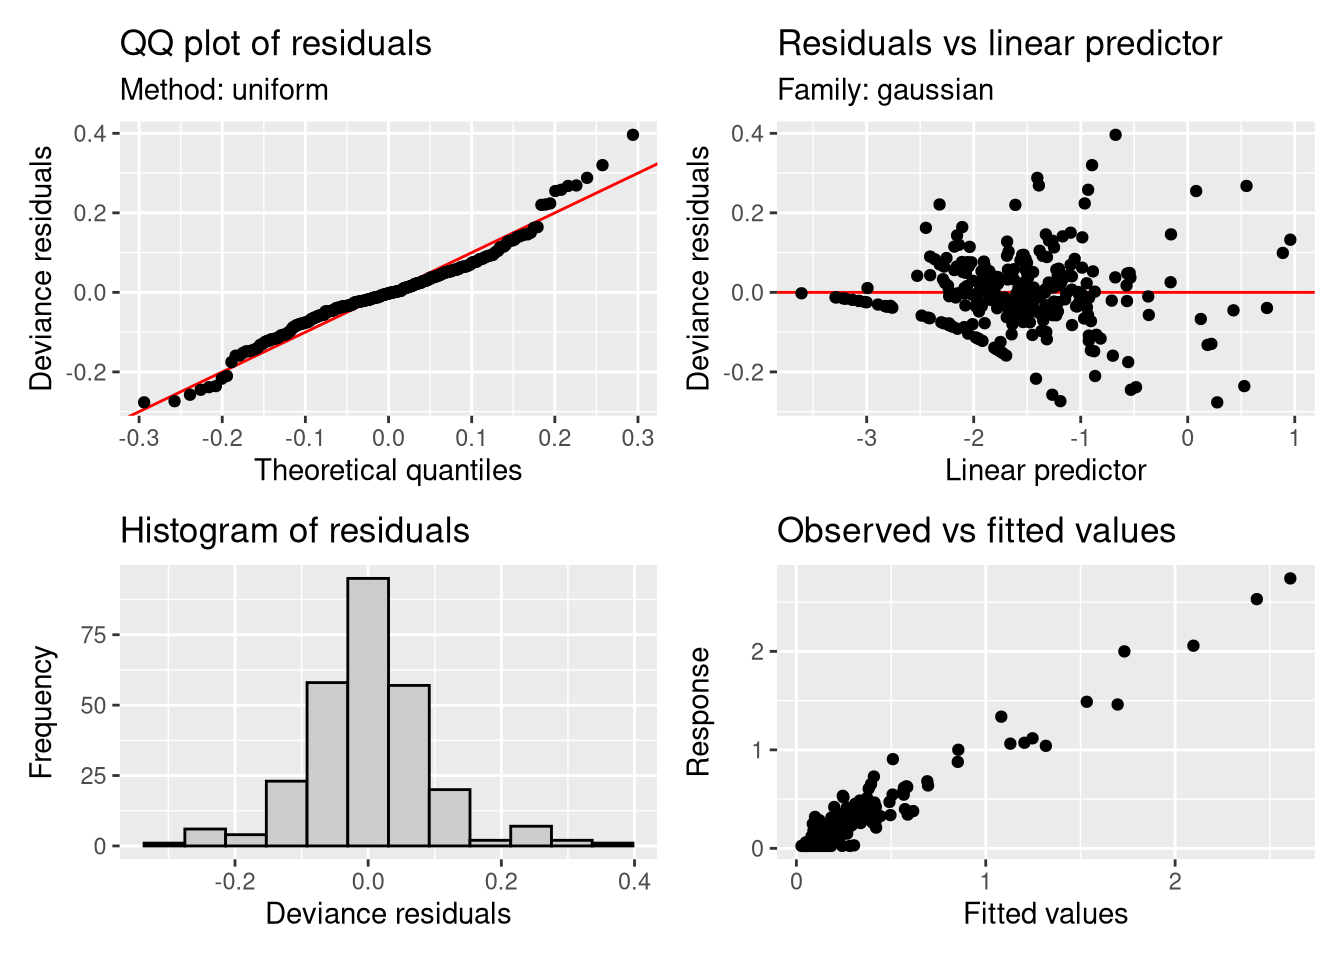 QQ plot of residuals
Method: uniform
Deviance residuals
0.4
0.2
0.0
-0.2
-0.3
-0.2
-0.1
0.0
0.1
0.2
0.3
Theoretical quantiles
Residuals vs linear predictor
Family: gaussian
Deviance residuals
0.4
0.2
0.0
-0.2
-3
-2
-1
0
1
Linear predictor
Histogram of residuals
Frequency
75
50
25
0
-0.2
0.0
0.2
0.4
Deviance residuals
Observed vs fitted values
Response
2
1
0
0
1
2
Fitted values